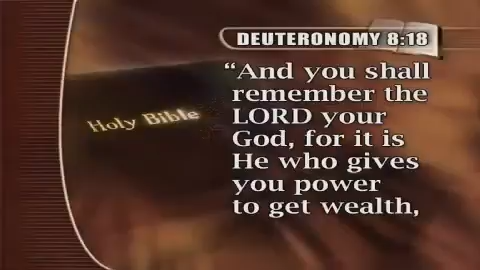 DEUTERONOMY 8:18
“And you shall
remember the
LORD your
God, for it is
He who gives
you power
to get wealth,
Holy Bible